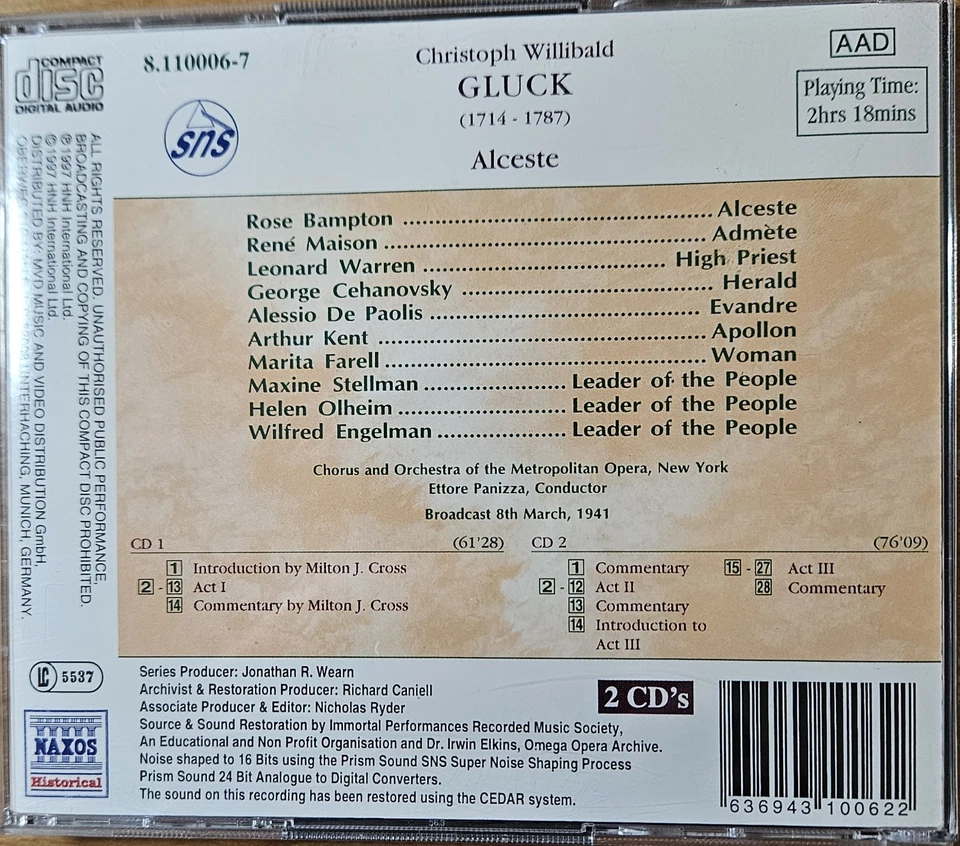 COMPACT
disc
DIGITAL AUDIO
8.110006-7
sns
Christoph Willibald
GLUCK
(1714 - 1787)
Alceste
AAD
Playing Time:
2hrs 18mins
ALL RIGHTS RESERVED. UNAUTHORISED PUBLIC PERFORMANCE,
BROADCASTING AND COPYING OF THIS COMPACT DISC PROHIBITED.
℗ 1997 HNH International Ltd.
© 1997 HNH International Ltd.
DISTRIBUTED BY: MVD MUSIC AND VIDEO DISTRIBUTION GmbH,
UNTERHACHING, MUNICH, GERMANY.
Rose Bampton ........ Alceste
René Maison ........ Admète
Leonard Warren ........ High Priest
George Cehanovsky ........ Herald
Alessio De Paolis ........ Evandre
Arthur Kent ........ Apollon
Marita Farell ........ Woman
Maxine Stellman ........ Leader of the People
Helen Olheim ........ Leader of the People
Wilfred Engelman ........ Leader of the People
Chorus and Orchestra of the Metropolitan Opera, New York
Ettore Panizza, Conductor
Broadcast 8th March, 1941
CD 1 (61'28)
1 Introduction by Milton J. Cross
2 - 13 Act I
14 Commentary by Milton J. Cross
CD 2 (76'09)
1 Commentary
2 - 12 Act II
13 Commentary
14 Introduction to
Act III
15 - 27 Act III
28 Commentary
LC 5537
NAXOS
Historical
Series Producer: Jonathan R. Wearn
Archivist & Restoration Producer: Richard Caniell
Associate Producer & Editor: Nicholas Ryder
Source & Sound Restoration by Immortal Performances Recorded Music Society,
An Educational and Non Profit Organisation and Dr. Irwin Elkins, Omega Opera Archive.
Noise shaped to 16 Bits using the Prism Sound SNS Super Noise Shaping Process
Prism Sound 24 Bit Analogue to Digital Converters.
The sound on this recording has been restored using the CEDAR system.
2 CD's
6 36943 10062 2